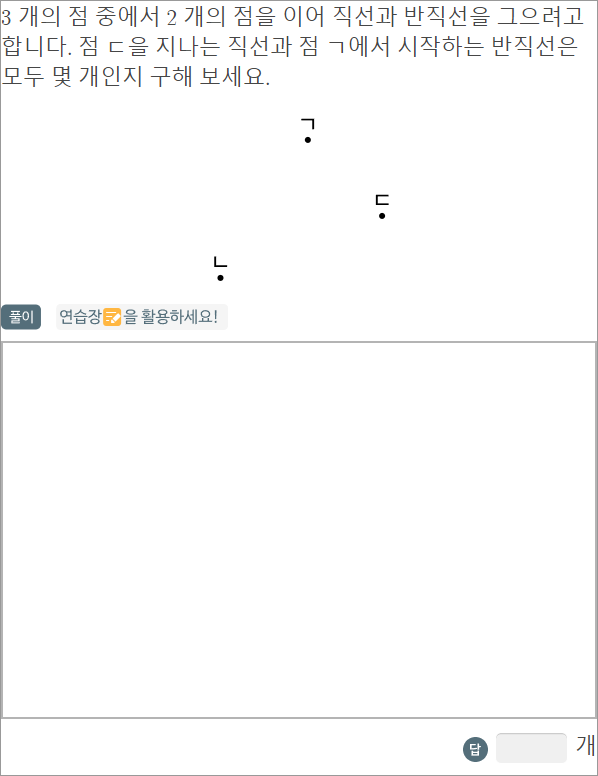 3 개의 점 중에서 2 개의 점을 이어 직선과 반직선을 그으려고
합니다. 점 ㄷ을 지나는 직선과 점 ㄱ에서 시작하는 반직선은
모두 몇 개인지 구해 보세요.
ㄱ
ㄷ
ㄴ
풀이 연습장을 활용하세요!
답 개